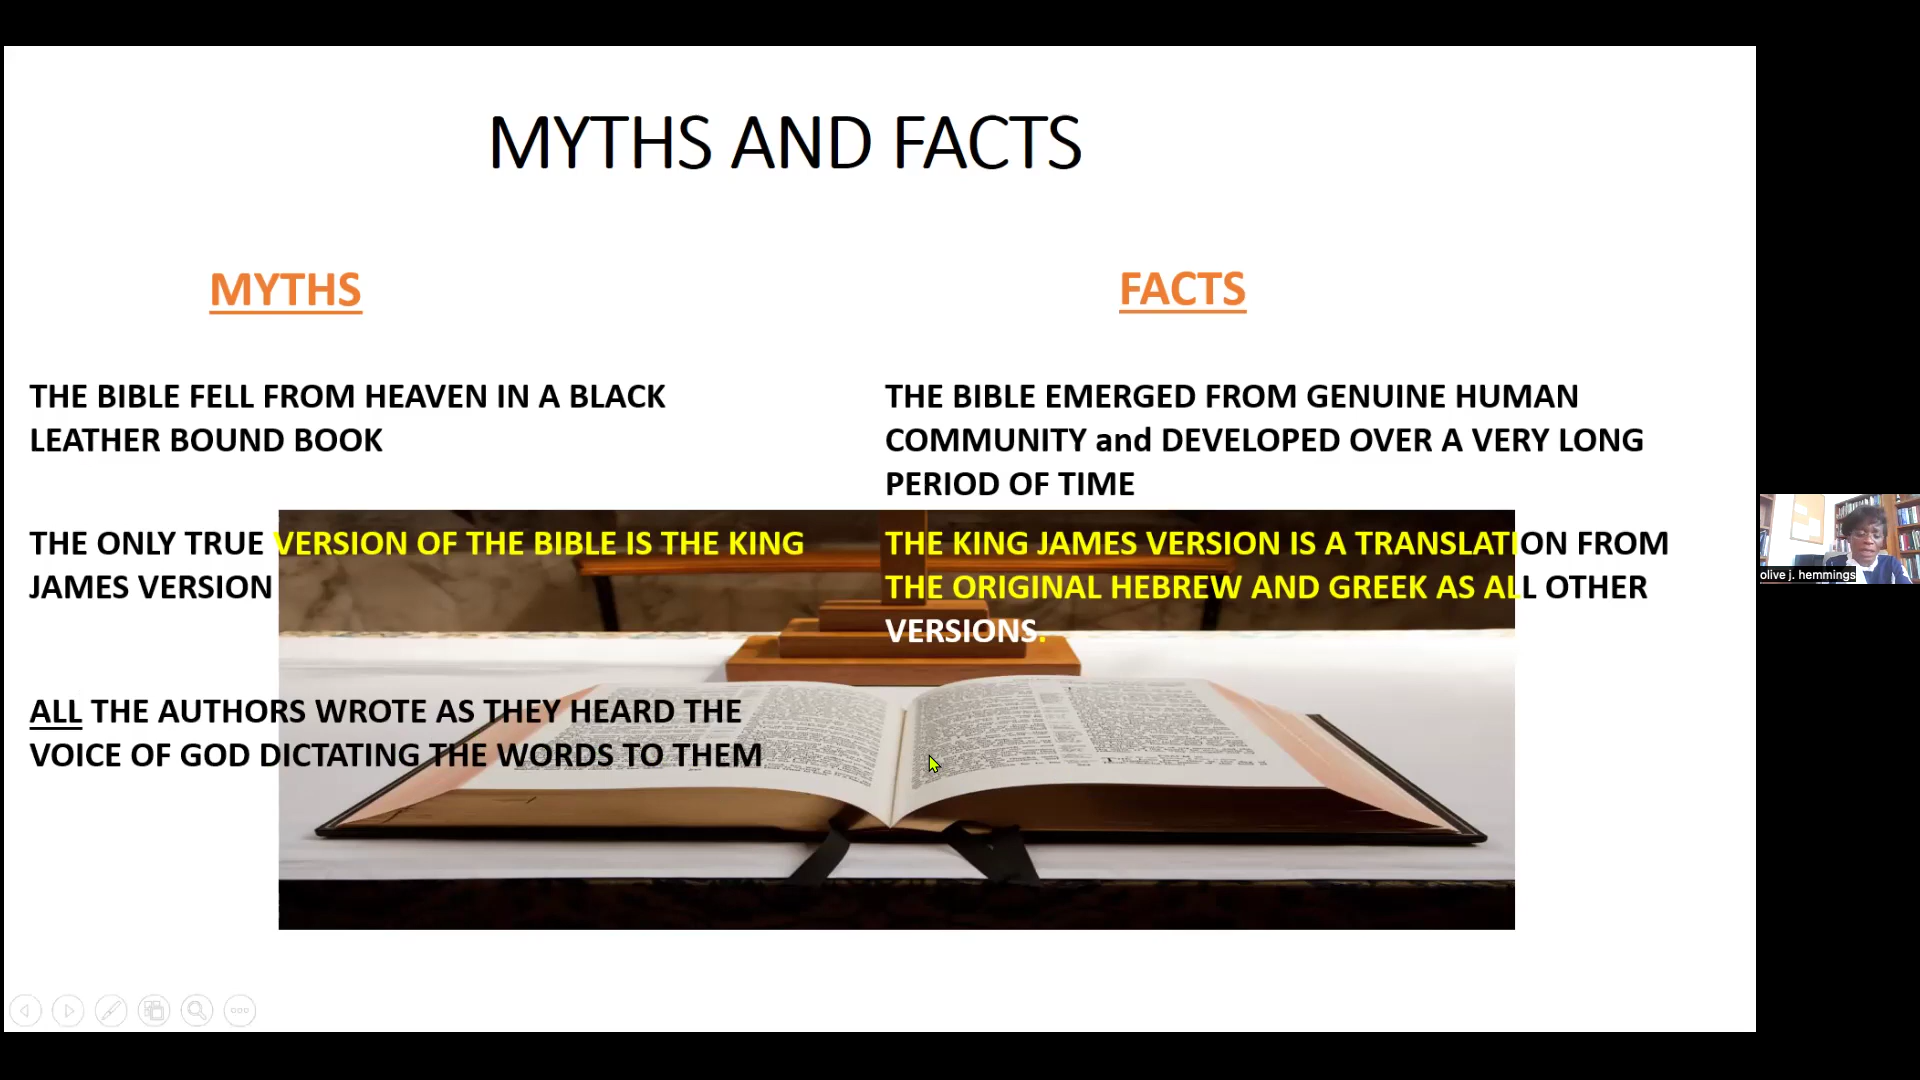 MYTHS AND FACTS
MYTHS
THE BIBLE FELL FROM HEAVEN IN A BLACK
LEATHER BOUND BOOK
THE ONLY TRUE VERSION OF THE BIBLE IS THE KING
JAMES VERSION
ALL THE AUTHORS WROTE AS THEY HEARD THE
VOICE OF GOD DICTATING THE WORDS TO THEM
FACTS
THE BIBLE EMERGED FROM GENUINE HUMAN
COMMUNITY and DEVELOPED OVER A VERY LONG
PERIOD OF TIME
THE KING JAMES VERSION IS A TRANSLATION FROM
THE ORIGINAL HEBREW AND GREEK AS ALL OTHER
VERSIONS.
olive j. hemmings